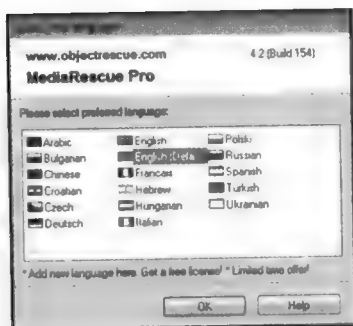 www.objectrescue.com
4.2 (Build 154)
MediaRescue Pro
Please select preferred language:
Arabic
Bulgarian
Chinese
Croatian
Czech
Deutsch
English
English (Defa
Francais
Hebrew
Hungarian
Italian
Polski
Russian
Spanish
Turkish
Ukrainian
* Add new language here. Get a free license! * Limited time offer!
OK
Help